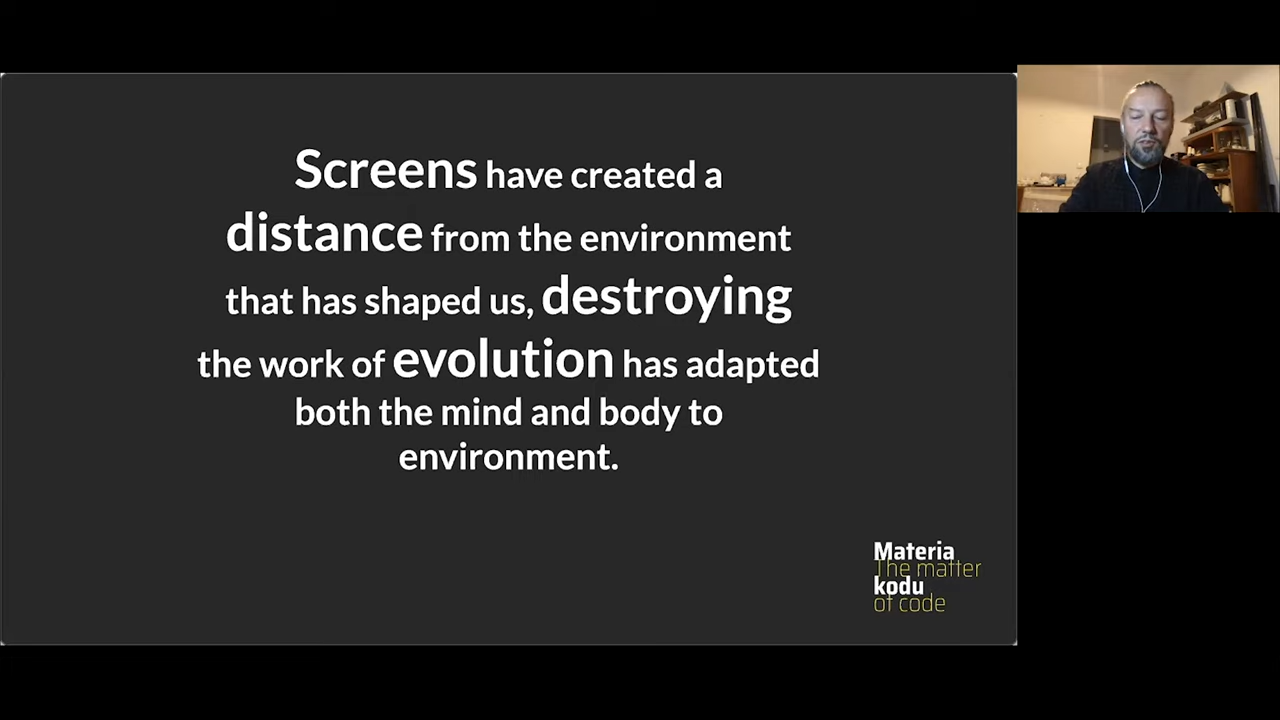 Screens have created a
distance from the environment
that has shaped us, destroying
the work of evolution has adapted
both the mind and body to
environment.
Materia
The matter
kodu
of code